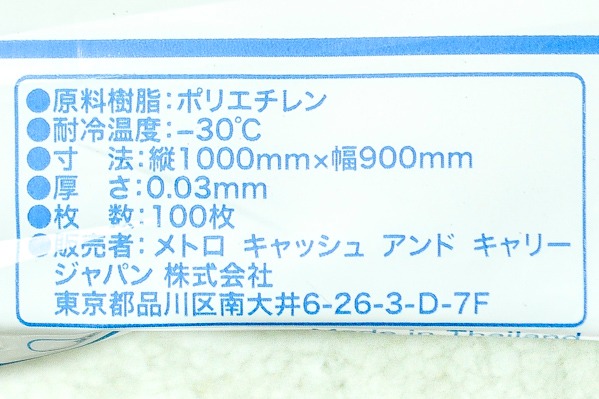 ●原料樹脂:ポリエチレン
●耐冷温度:−30℃
●寸　法:縦1000mm×幅900mm
●厚　さ:0.03mm
●枚　数:100枚
●販売者:メトロ キャッシュ アンド キャリー
ジャパン 株式会社
東京都品川区南大井6-26-3-D-7F
Made in Thailand